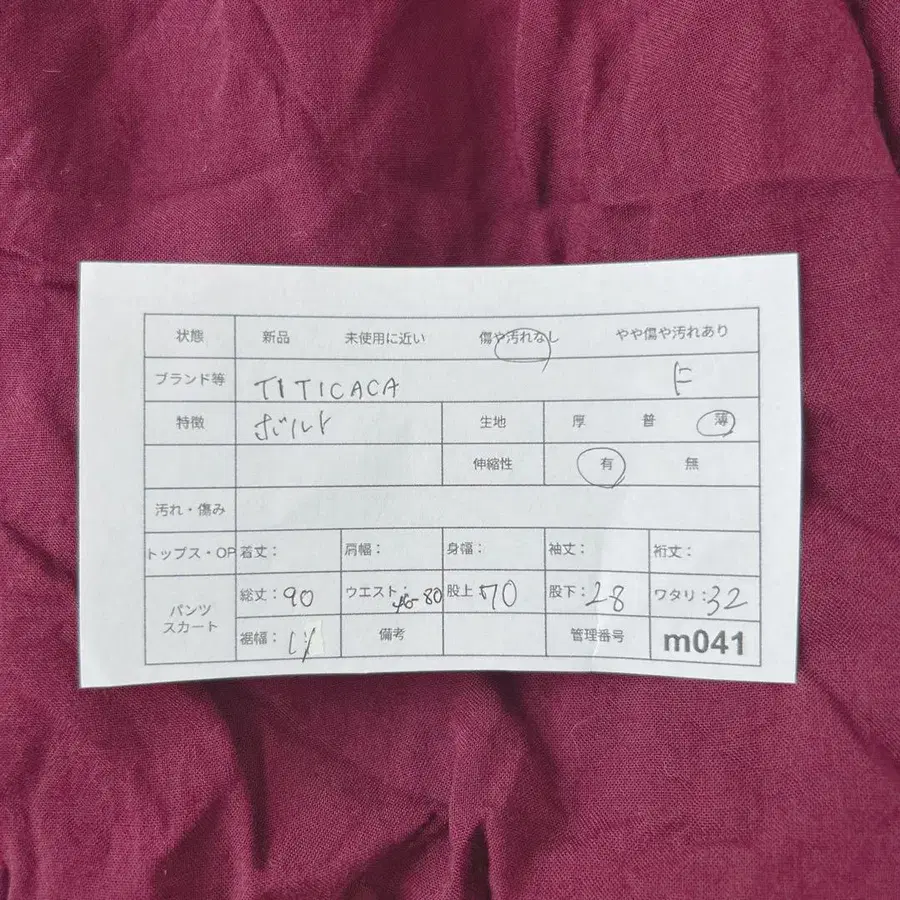 状態 新品 未使用に近い 傷や汚れなし やや傷や汚れあり
ブランド等 TITICACA F
特徴 ボルト 生地 厚 普 薄
伸縮性 有 無
汚れ・傷み
トップス・OP 着丈： 肩幅： 身幅： 袖丈： 裄丈：
パンツ スカート 総丈：90 ウエスト：46-80 股上：70 股下：28 ワタリ：32
裾幅： 備考 管理番号 m041